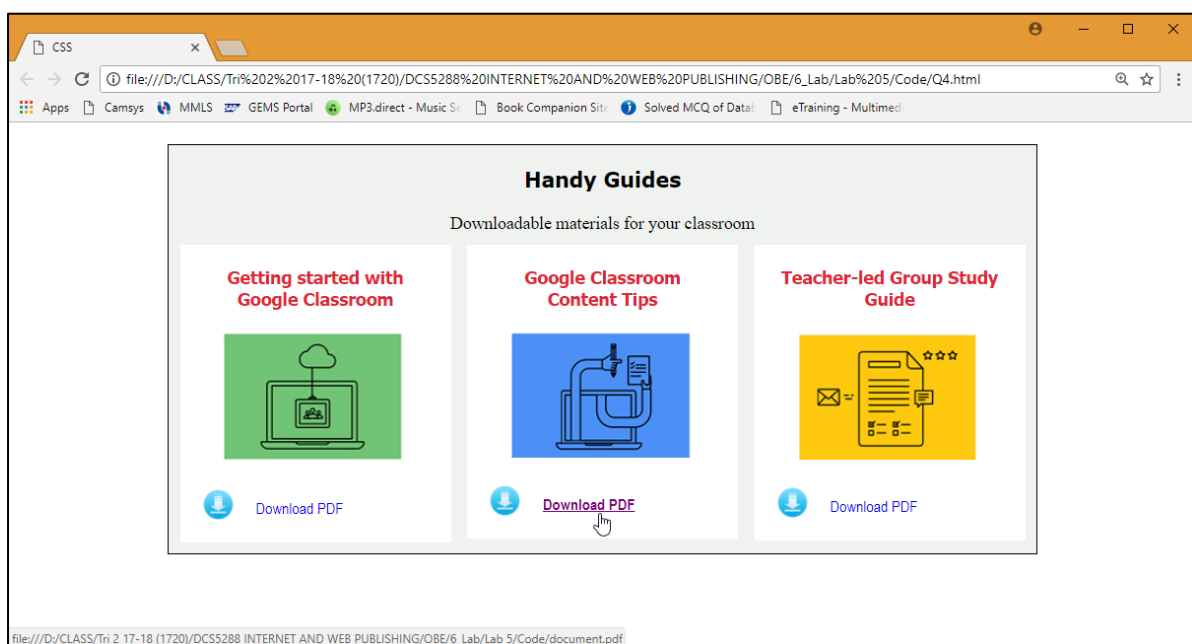 CSS
file:///D:/CLASS/Tri%202%2017-18%20(1720)/DCS5288%20INTERNET%20AND%20WEB%20PUBLISHING/OBE/6_Lab/Lab%205/Code/Q4.html
Apps Camsys MMLS GEMS Portal MP3.direct - Music Se Book Companion Site Solved MCQ of Datab eTraining - Multimedi
Handy Guides
Downloadable materials for your classroom
Getting started with
Google Classroom
Google Classroom
Content Tips
Teacher-led Group Study
Guide
Download PDF
Download PDF
Download PDF
file:///D:/CLASS/Tri 2 17-18 (1720)/DCS5288 INTERNET AND WEB PUBLISHING/OBE/6_Lab/Lab 5/Code/document.pdf